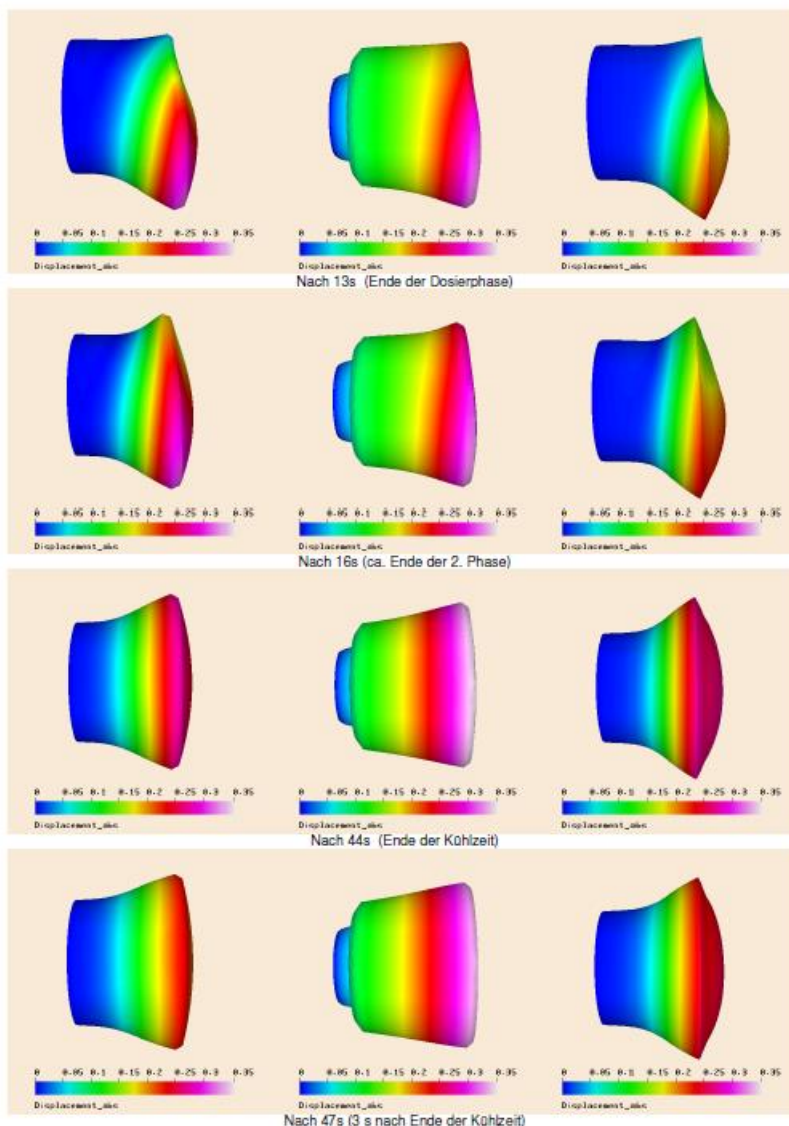 0 0.05 0.1 0.15 0.2 0.25 0.3 0.35
Displacement_abs
0 0.05 0.1 0.15 0.2 0.25 0.3 0.35
Displacement_abs
0 0.05 0.1 0.15 0.2 0.25 0.3 0.35
Displacement_abs
Nach 13s (Ende der Dosierphase)
0 0.05 0.1 0.15 0.2 0.25 0.3 0.35
Displacement_abs
0 0.05 0.1 0.15 0.2 0.25 0.3 0.35
Displacement_abs
0 0.05 0.1 0.15 0.2 0.25 0.3 0.35
Displacement_abs
Nach 16s (ca. Ende der 2. Phase)
0 0.05 0.1 0.15 0.2 0.25 0.3 0.35
Displacement_abs
0 0.05 0.1 0.15 0.2 0.25 0.3 0.35
Displacement_abs
0 0.05 0.1 0.15 0.2 0.25 0.3 0.35
Displacement_abs
Nach 44s (Ende der Kühlzeit)
0 0.05 0.1 0.15 0.2 0.25 0.3 0.35
Displacement_abs
0 0.05 0.1 0.15 0.2 0.25 0.3 0.35
Displacement_abs
0 0.05 0.1 0.15 0.2 0.25 0.3 0.35
Displacement_abs
Nach 47s (3 s nach Ende der Kühlzeit)